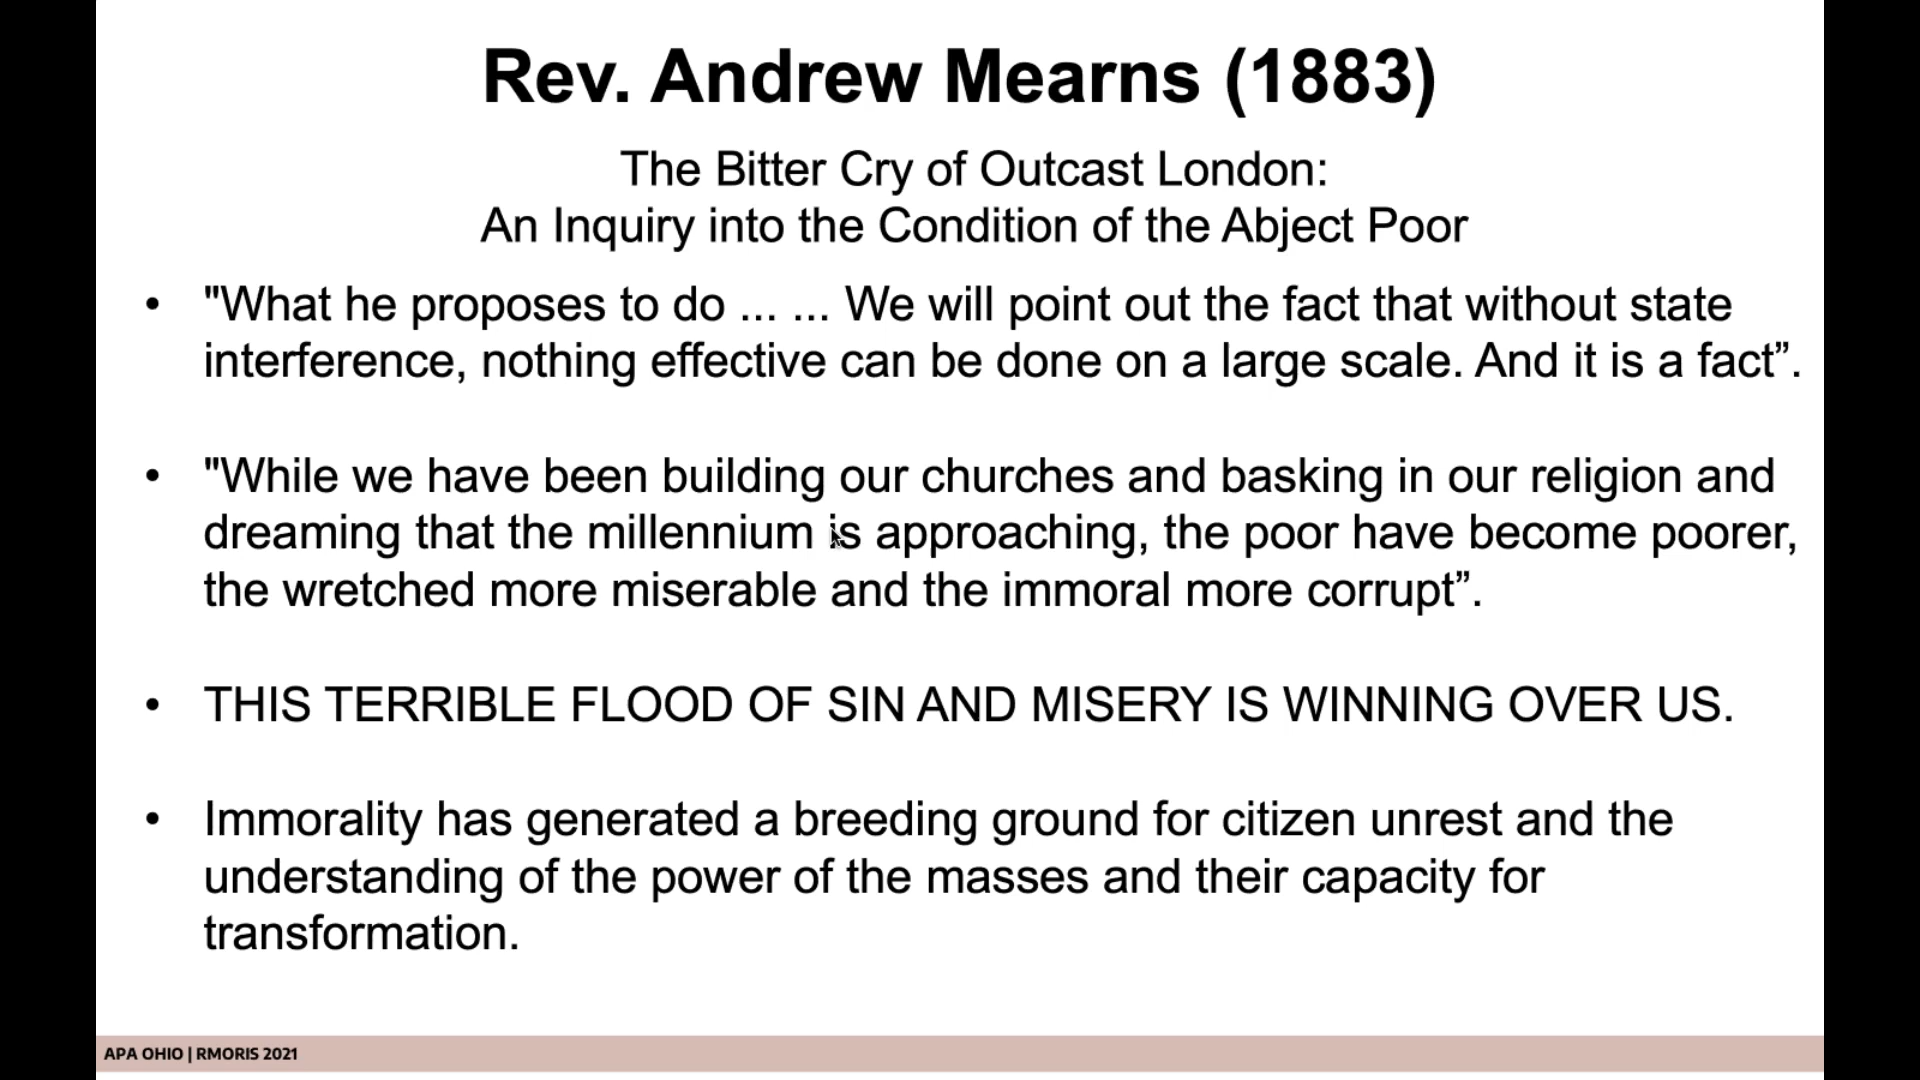 Rev. Andrew Mearns (1883)
The Bitter Cry of Outcast London:
An Inquiry into the Condition of the Abject Poor
• "What he proposes to do ... ... We will point out the fact that without state
interference, nothing effective can be done on a large scale. And it is a fact”.
• "While we have been building our churches and basking in our religion and
dreaming that the millennium is approaching, the poor have become poorer,
the wretched more miserable and the immoral more corrupt”.
• THIS TERRIBLE FLOOD OF SIN AND MISERY IS WINNING OVER US.
• Immorality has generated a breeding ground for citizen unrest and the
understanding of the power of the masses and their capacity for
transformation.
APA OHIO | RMORIS 2021